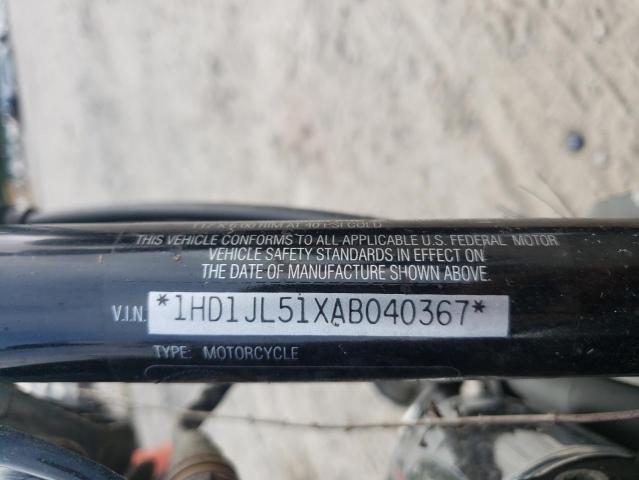 THIS VEHICLE CONFORMS TO ALL APPLICABLE U.S. FEDERAL MOTOR
VEHICLE SAFETY STANDARDS IN EFFECT ON
THE DATE OF MANUFACTURE SHOWN ABOVE.
V.I.N. *1HD1JL51XAB040367*
TYPE: MOTORCYCLE